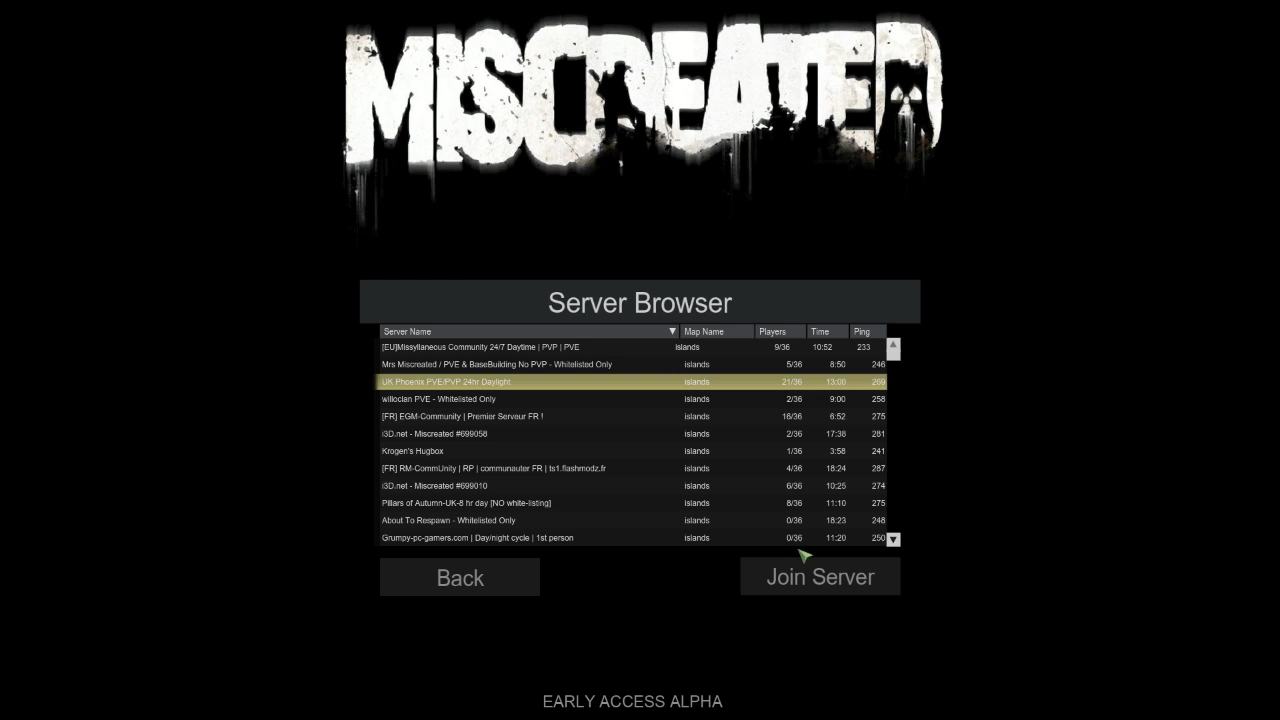 MISCREATED
Server Browser
Server Name Map Name Players Time Ping
[EU]Missyllaneous Community 24/7 Daytime | PVP | PVE islands 9/36 10:52 233
Mrs Miscreated / PVE & BaseBuilding No PVP - Whitelisted Only islands 5/36 8:50 246
UK Phoenix PVE/PVP 24hr Daylight islands 21/36 13:00 269
willocian PVE - Whitelisted Only islands 2/36 9:00 258
[FR] EGM-Community | Premier Serveur FR ! islands 16/36 6:52 275
i3D.net - Miscreated #699058 islands 2/36 17:38 281
Krogen's Hugbox islands 1/36 3:58 241
[FR] RM-CommUnity | RP | communauter FR | ts1.flashmodz.fr islands 4/36 18:24 287
i3D.net - Miscreated #699010 islands 6/36 10:25 274
Pillars of Autumn-UK-8 hr day [NO white-listing] islands 8/36 11:10 275
About To Respawn - Whitelisted Only islands 0/36 18:23 248
Grumpy-pc-gamers.com | Day/night cycle | 1st person islands 0/36 11:20 250
Back Join Server
EARLY ACCESS ALPHA